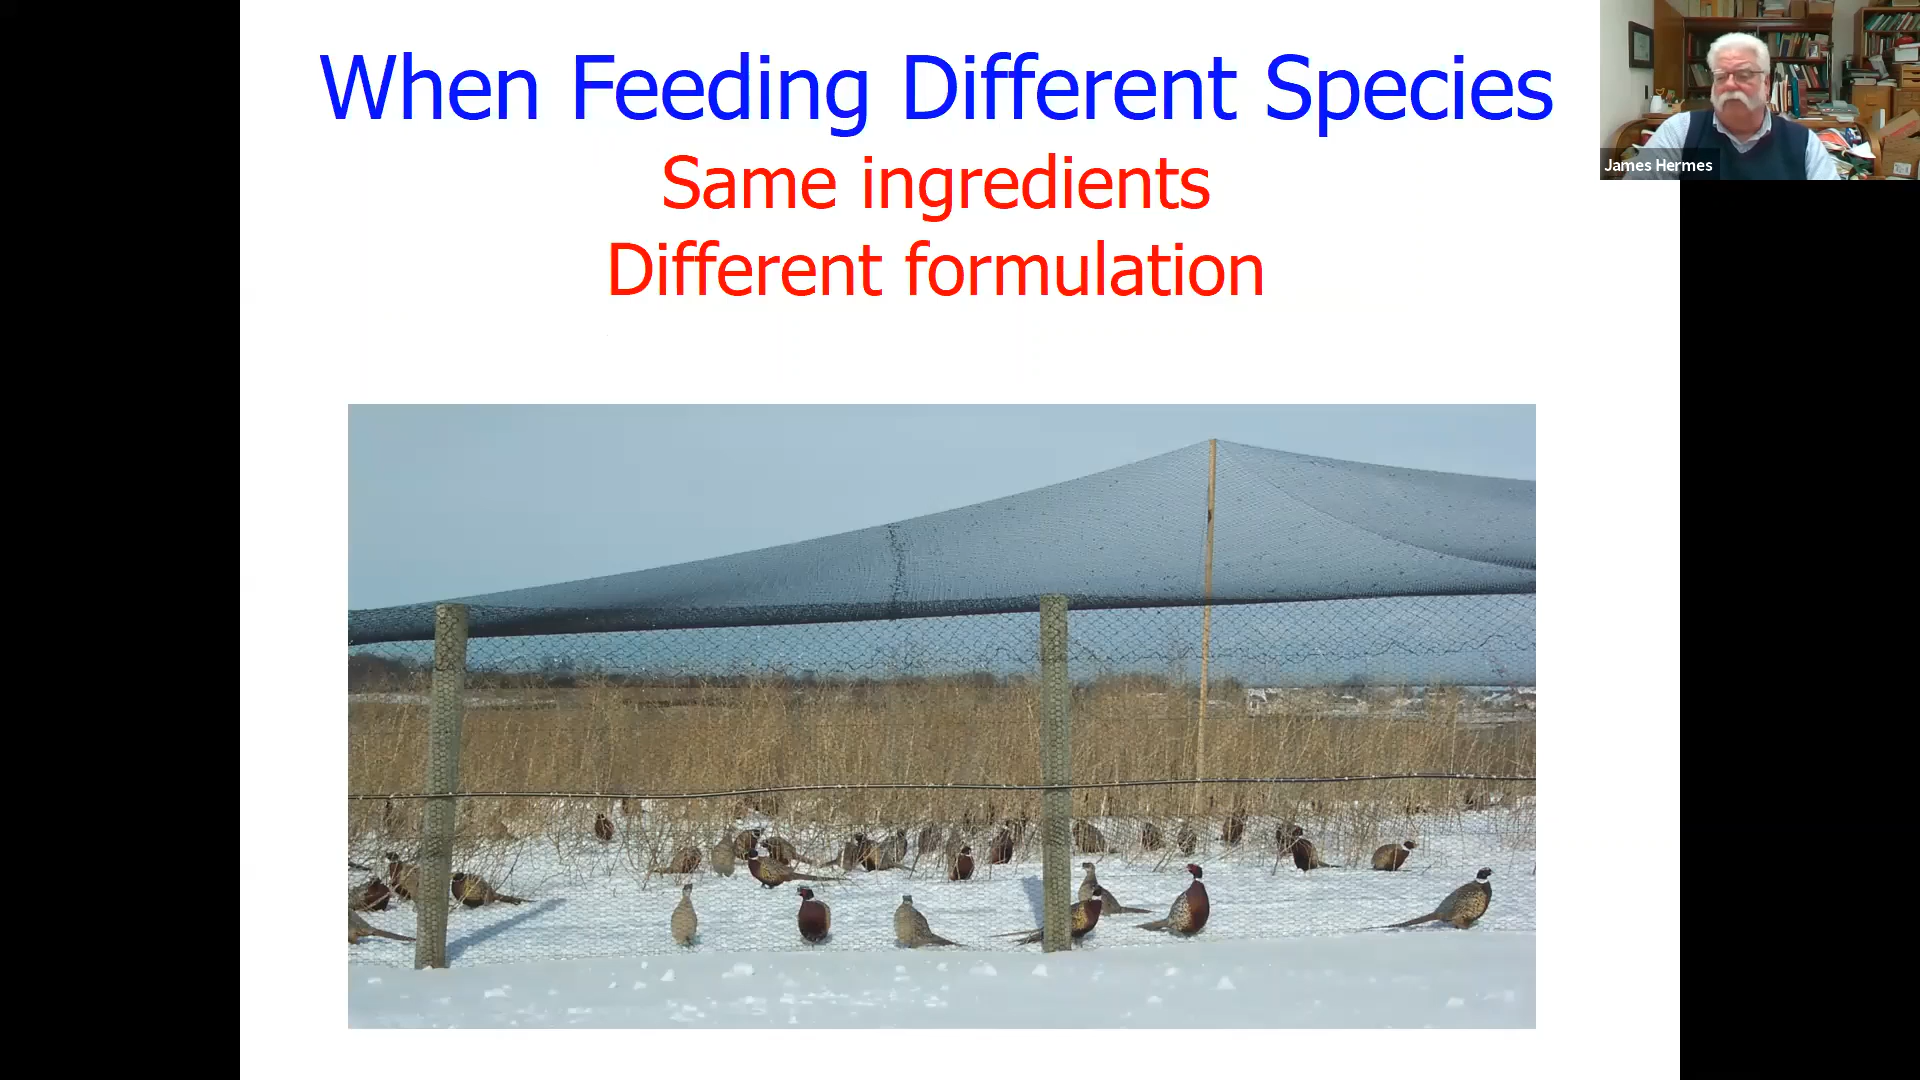 When Feeding Different Species
Same ingredients
Different formulation
James Hermes